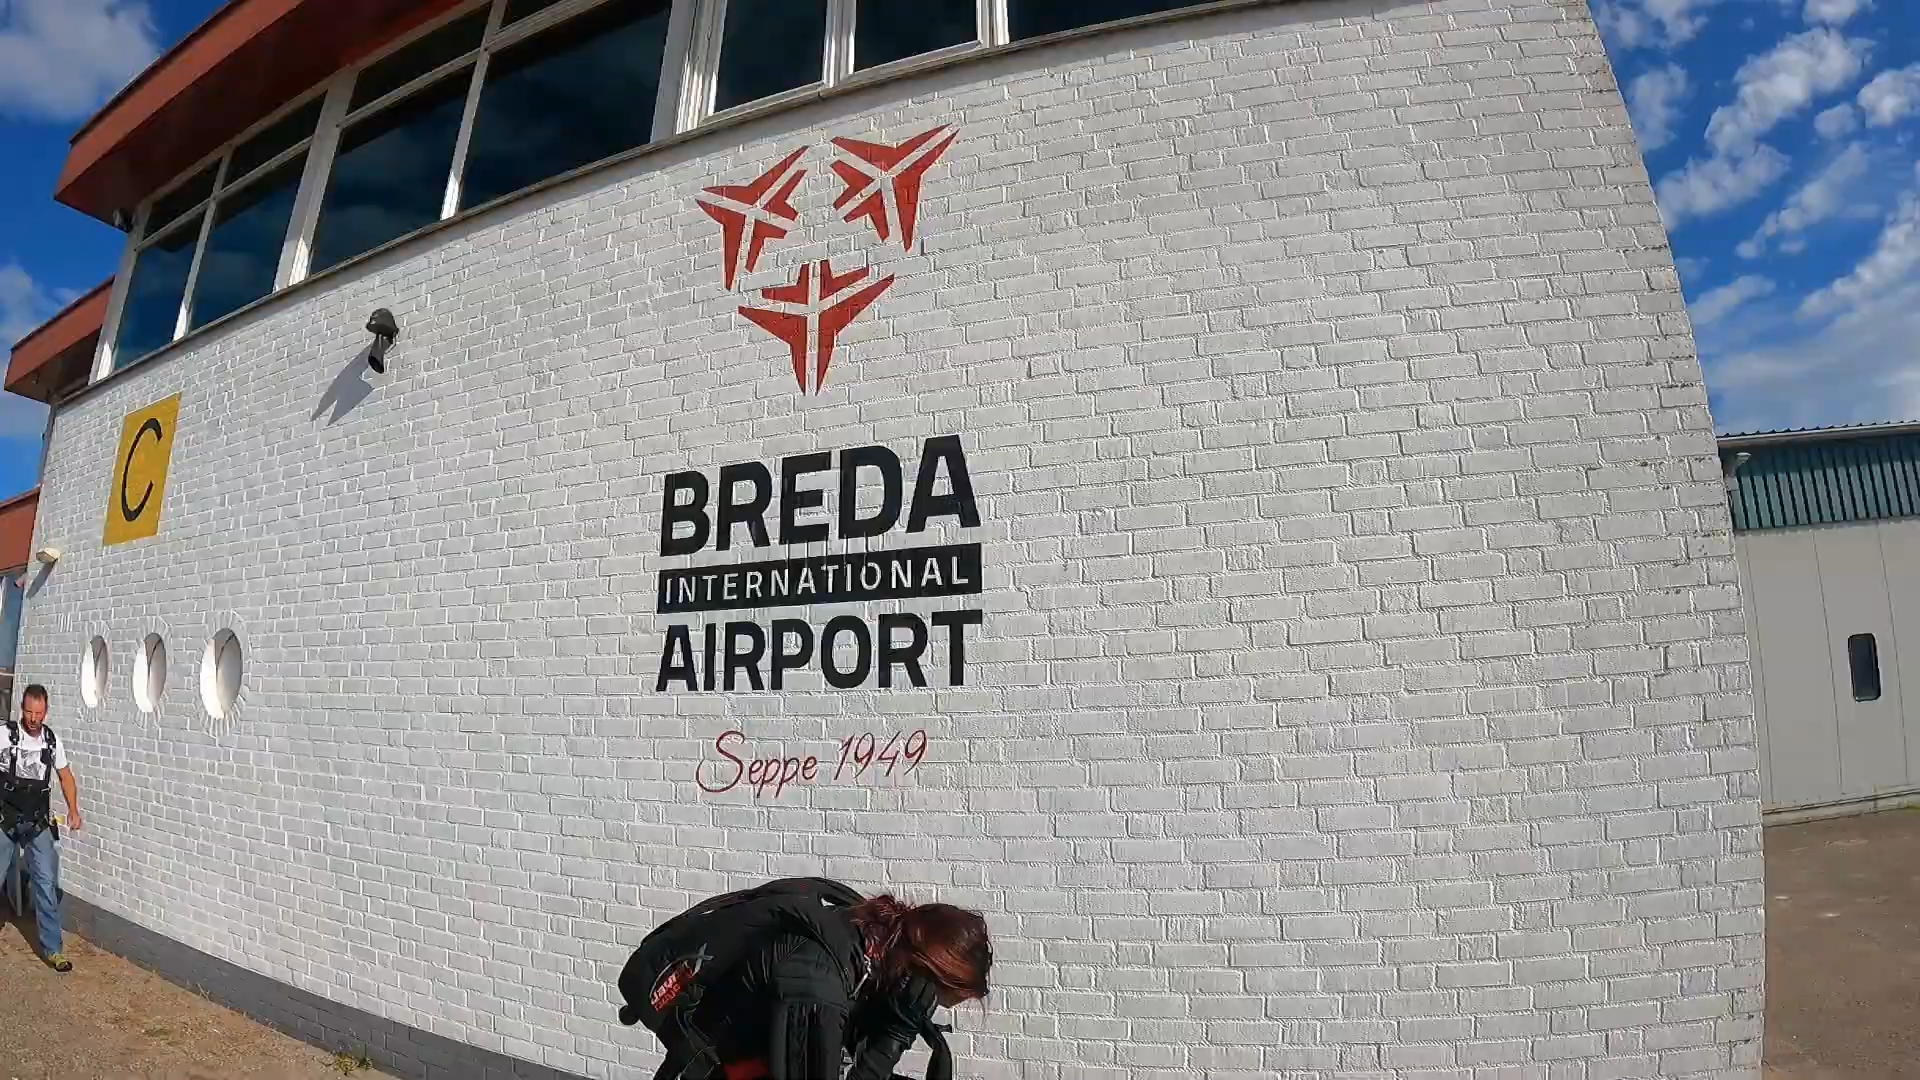 C
BREDA
INTERNATIONAL
AIRPORT
Seppe 1949